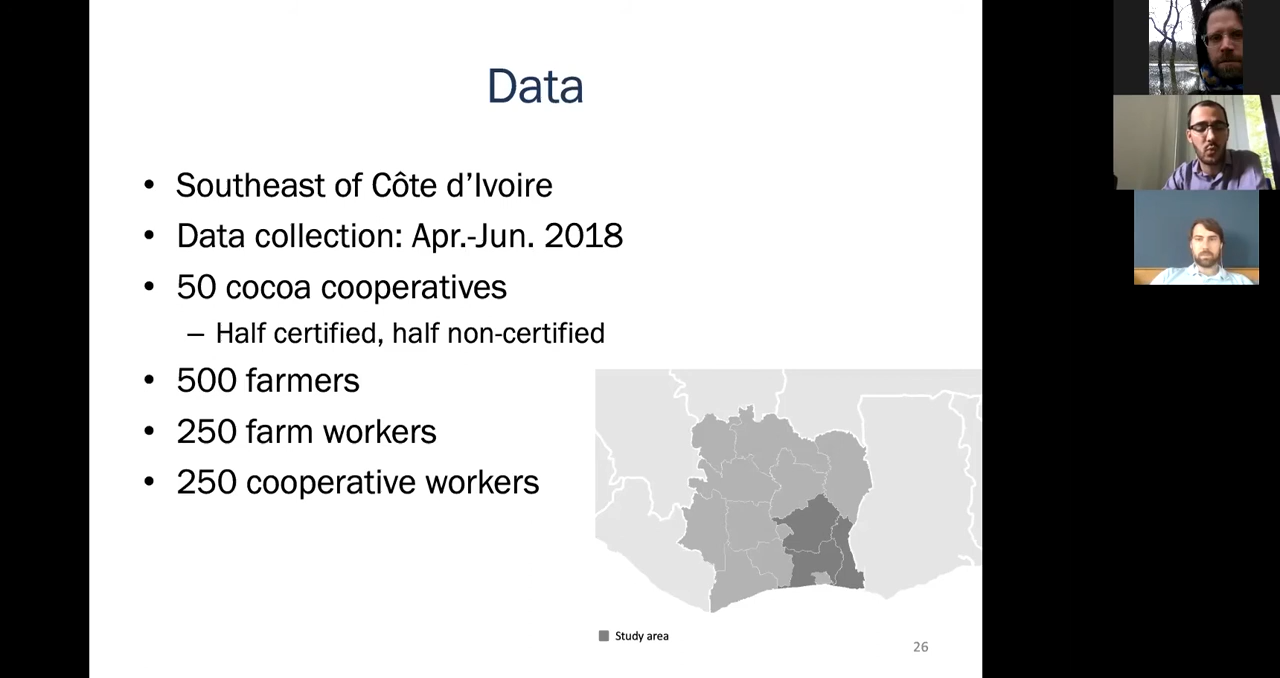 Data
• Southeast of Côte d’Ivoire
• Data collection: Apr.-Jun. 2018
• 50 cocoa cooperatives
– Half certified, half non-certified
• 500 farmers
• 250 farm workers
• 250 cooperative workers
Study area
26